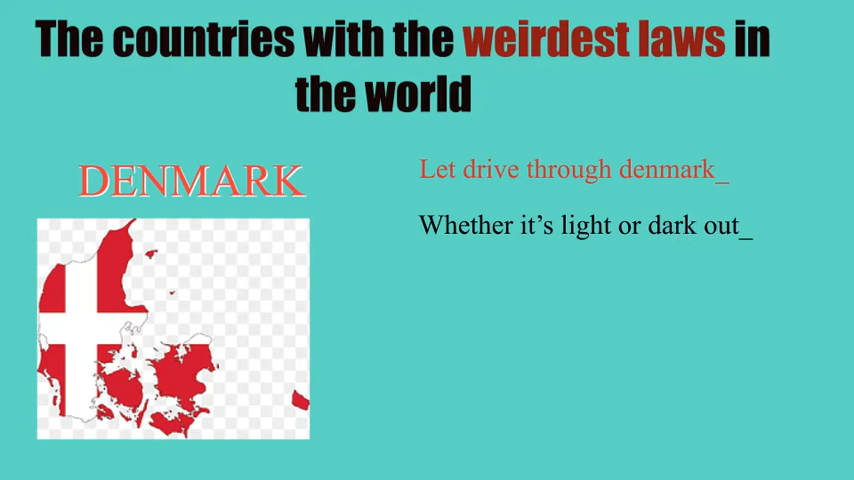 The countries with the weirdest laws in
the world
DENMARK
Let drive through denmark_
Whether it’s light or dark out_